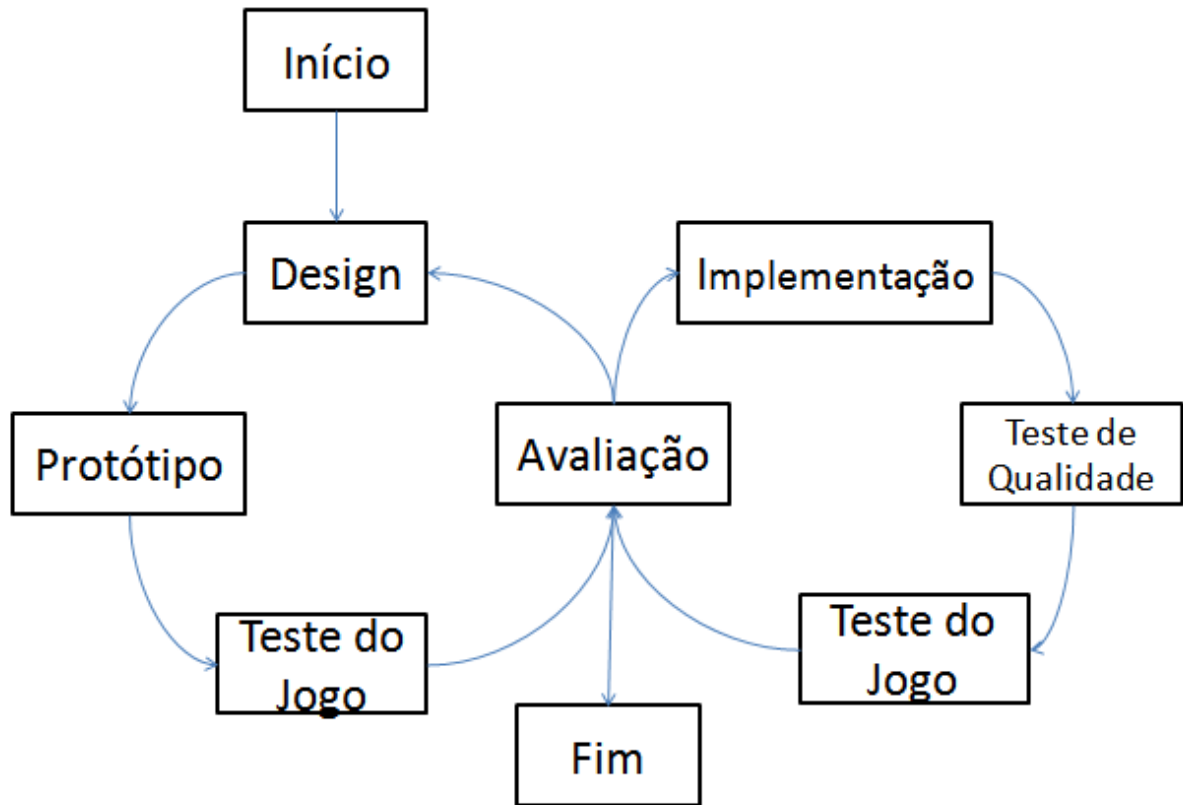 Início
Design
Implementação
Protótipo
Avaliação
Teste de
Qualidade
Teste do
Jogo
Teste do
Jogo
Fim